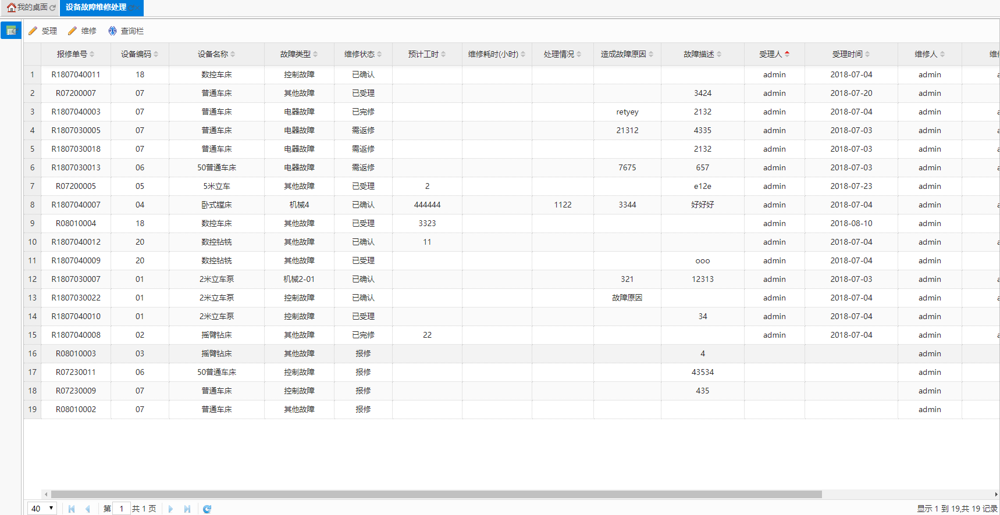 我的桌面 设备故障维修处理
受理 维修 查询栏
报修单号 设备编码 设备名称 故障类型 维修状态 预计工时 维修耗时(小时) 处理情况 造成故障原因 故障描述 受理人 受理时间 维修人
1 R1807040011 18 数控车床 控制故障 已确认 admin 2018-07-04 admin
2 R07200007 07 普通车床 其他故障 已受理 3424 admin 2018-07-20 admin
3 R1807040003 07 普通车床 电器故障 已完修 retyey 2132 admin 2018-07-04 admin
4 R1807030005 07 普通车床 电器故障 需返修 21312 4335 admin 2018-07-03 admin
5 R1807030018 07 普通车床 电器故障 需返修 2132 admin 2018-07-03 admin
6 R1807030013 06 50普通车床 电器故障 需返修 7675 657 admin 2018-07-03 admin
7 R07200005 05 5米立车 其他故障 已受理 2 e12e admin 2018-07-23 admin
8 R1807040007 04 卧式镗床 机械4 已确认 444444 1122 3344 好好好 admin 2018-07-04 admin
9 R08010004 18 数控车床 其他故障 已受理 3323 admin 2018-08-10 admin
10 R1807040012 20 数控钻铣 其他故障 已确认 11 admin 2018-07-04 admin
11 R1807040009 20 数控钻铣 其他故障 已受理 ooo admin 2018-07-04 admin
12 R1807030007 01 2米立车泵 机械2-01 已确认 321 12313 admin 2018-07-03 admin
13 R1807030022 01 2米立车泵 控制故障 已确认 故障原因 admin 2018-07-04 admin
14 R1807040010 01 2米立车泵 控制故障 已受理 34 admin 2018-07-04 admin
15 R1807040008 02 摇臂钻床 其他故障 已完修 22 admin 2018-07-04 admin
16 R08010003 03 摇臂钻床 其他故障 报修 4 admin
17 R07230011 06 50普通车床 控制故障 报修 43534 admin
18 R07230009 07 普通车床 控制故障 报修 435 admin
19 R08010002 07 普通车床 其他故障 报修 admin
40 第 1 共 1 页 显示 1 到 19,共 19 记录